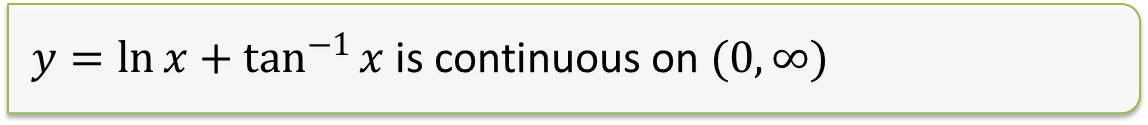 y = ln x + tan⁻¹ x is continuous on (0, ∞)